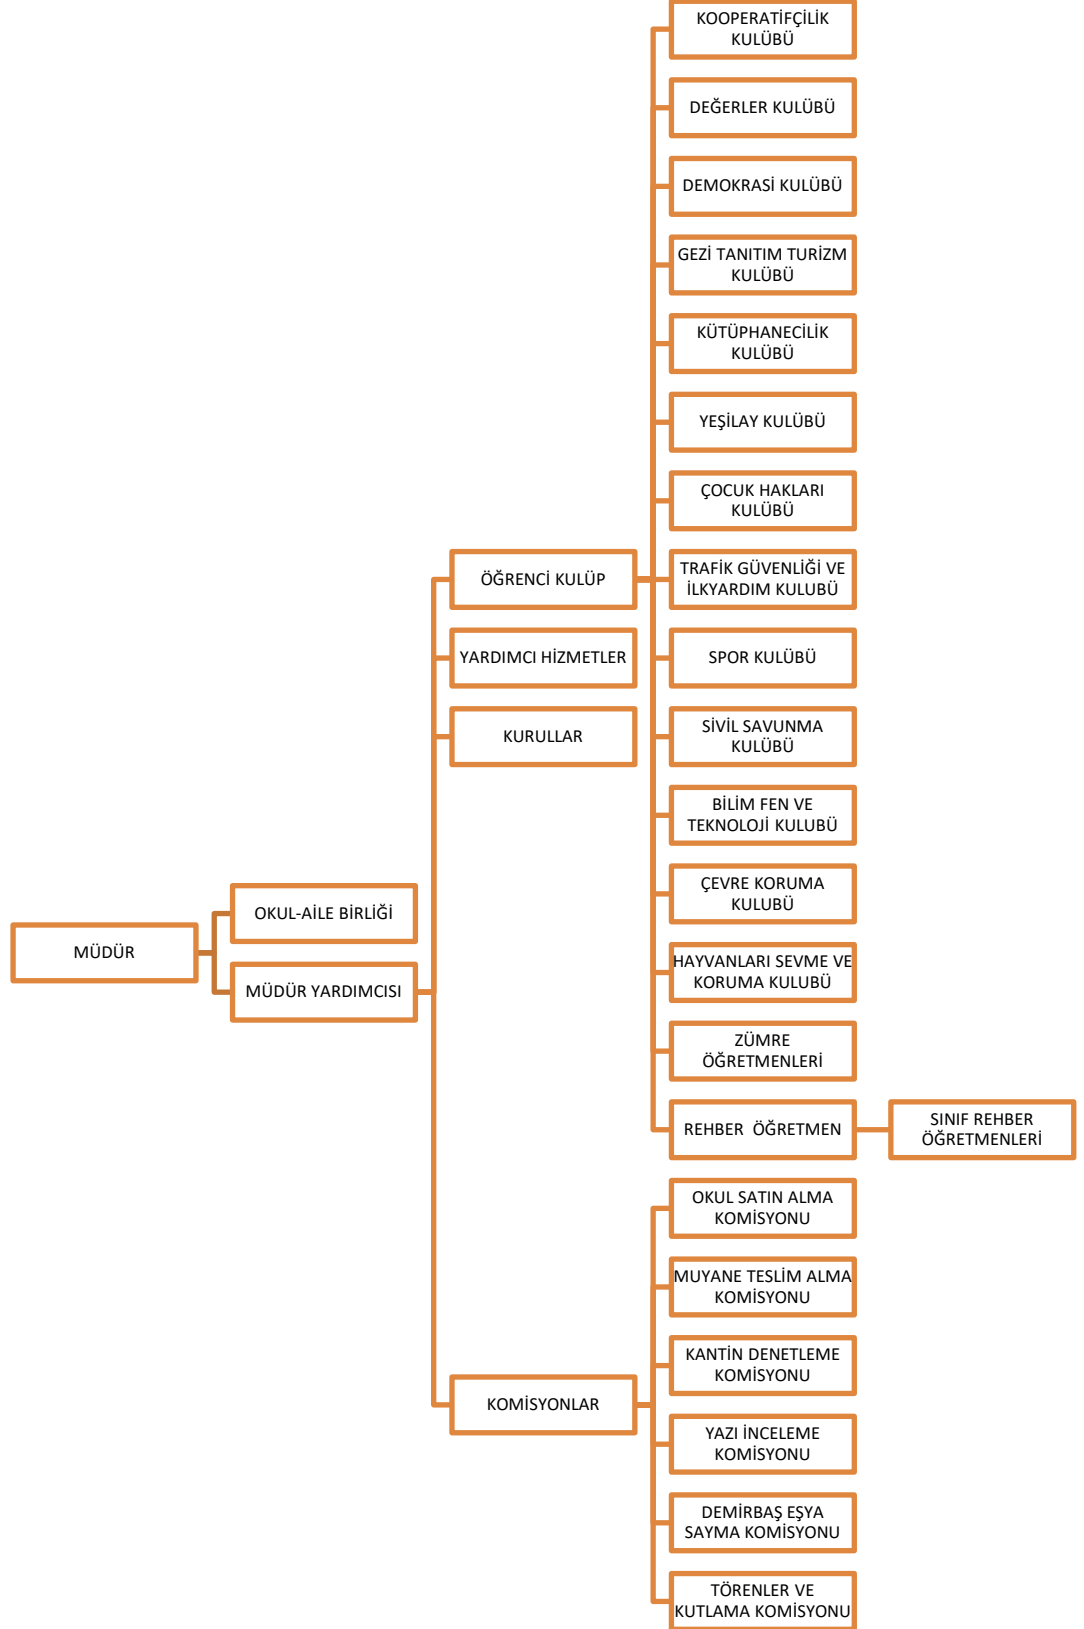 KOOPERATİFÇİLİK
KULÜBÜ
DEĞERLER KULÜBÜ
DEMOKRASİ KULÜBÜ
GEZİ TANITIM TURİZM
KULÜBÜ
KÜTÜPHANECİLİK
KULÜBÜ
YEŞİLAY KULÜBÜ
ÇOCUK HAKLARI
KULÜBÜ
ÖĞRENCİ KULÜP
TRAFİK GÜVENLİĞİ VE
İLKYARDIM KULUBÜ
YARDIMCI HİZMETLER
SPOR KULÜBÜ
KURULLAR
SİVİL SAVUNMA
KULÜBÜ
BİLİM FEN VE
TEKNOLOJİ KULUBÜ
OKUL-AİLE BİRLİĞİ
ÇEVRE KORUMA
KULUBÜ
MÜDÜR
MÜDÜR YARDIMCISI
HAYVANLARI SEVME VE
KORUMA KULUBÜ
ZÜMRE
ÖĞRETMENLERİ
REHBER  ÖĞRETMEN
SINIF REHBER
ÖĞRETMENLERİ
OKUL SATIN ALMA
KOMİSYONU
MUYANE TESLİM ALMA
KOMİSYONU
KANTİN DENETLEME
KOMİSYONU
KOMİSYONLAR
YAZI İNCELEME
KOMİSYONU
DEMİRBAŞ EŞYA
SAYMA KOMİSYONU
TÖRENLER VE
KUTLAMA KOMİSYONU